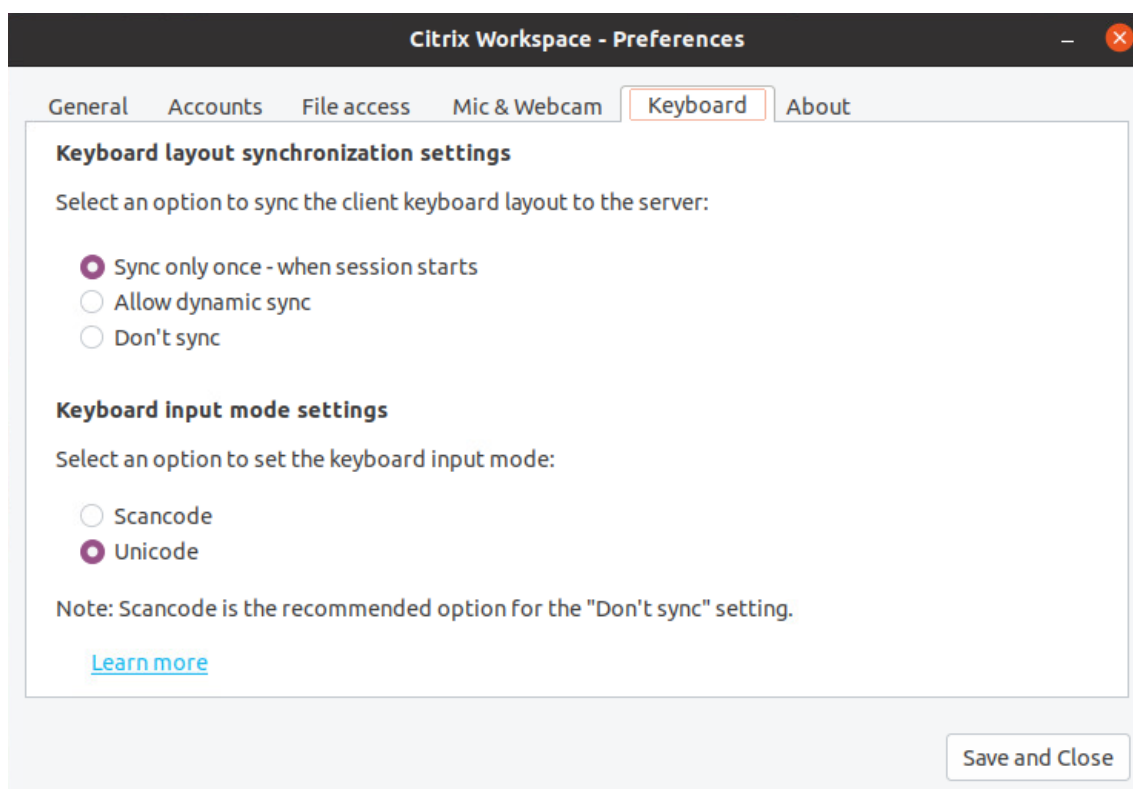 Citrix Workspace - Preferences
General Accounts File access Mic & Webcam Keyboard About
Keyboard layout synchronization settings
Select an option to sync the client keyboard layout to the server:
Sync only once - when session starts
Allow dynamic sync
Don't sync
Keyboard input mode settings
Select an option to set the keyboard input mode:
Scancode
Unicode
Note: Scancode is the recommended option for the "Don't sync" setting.
Learn more
Save and Close